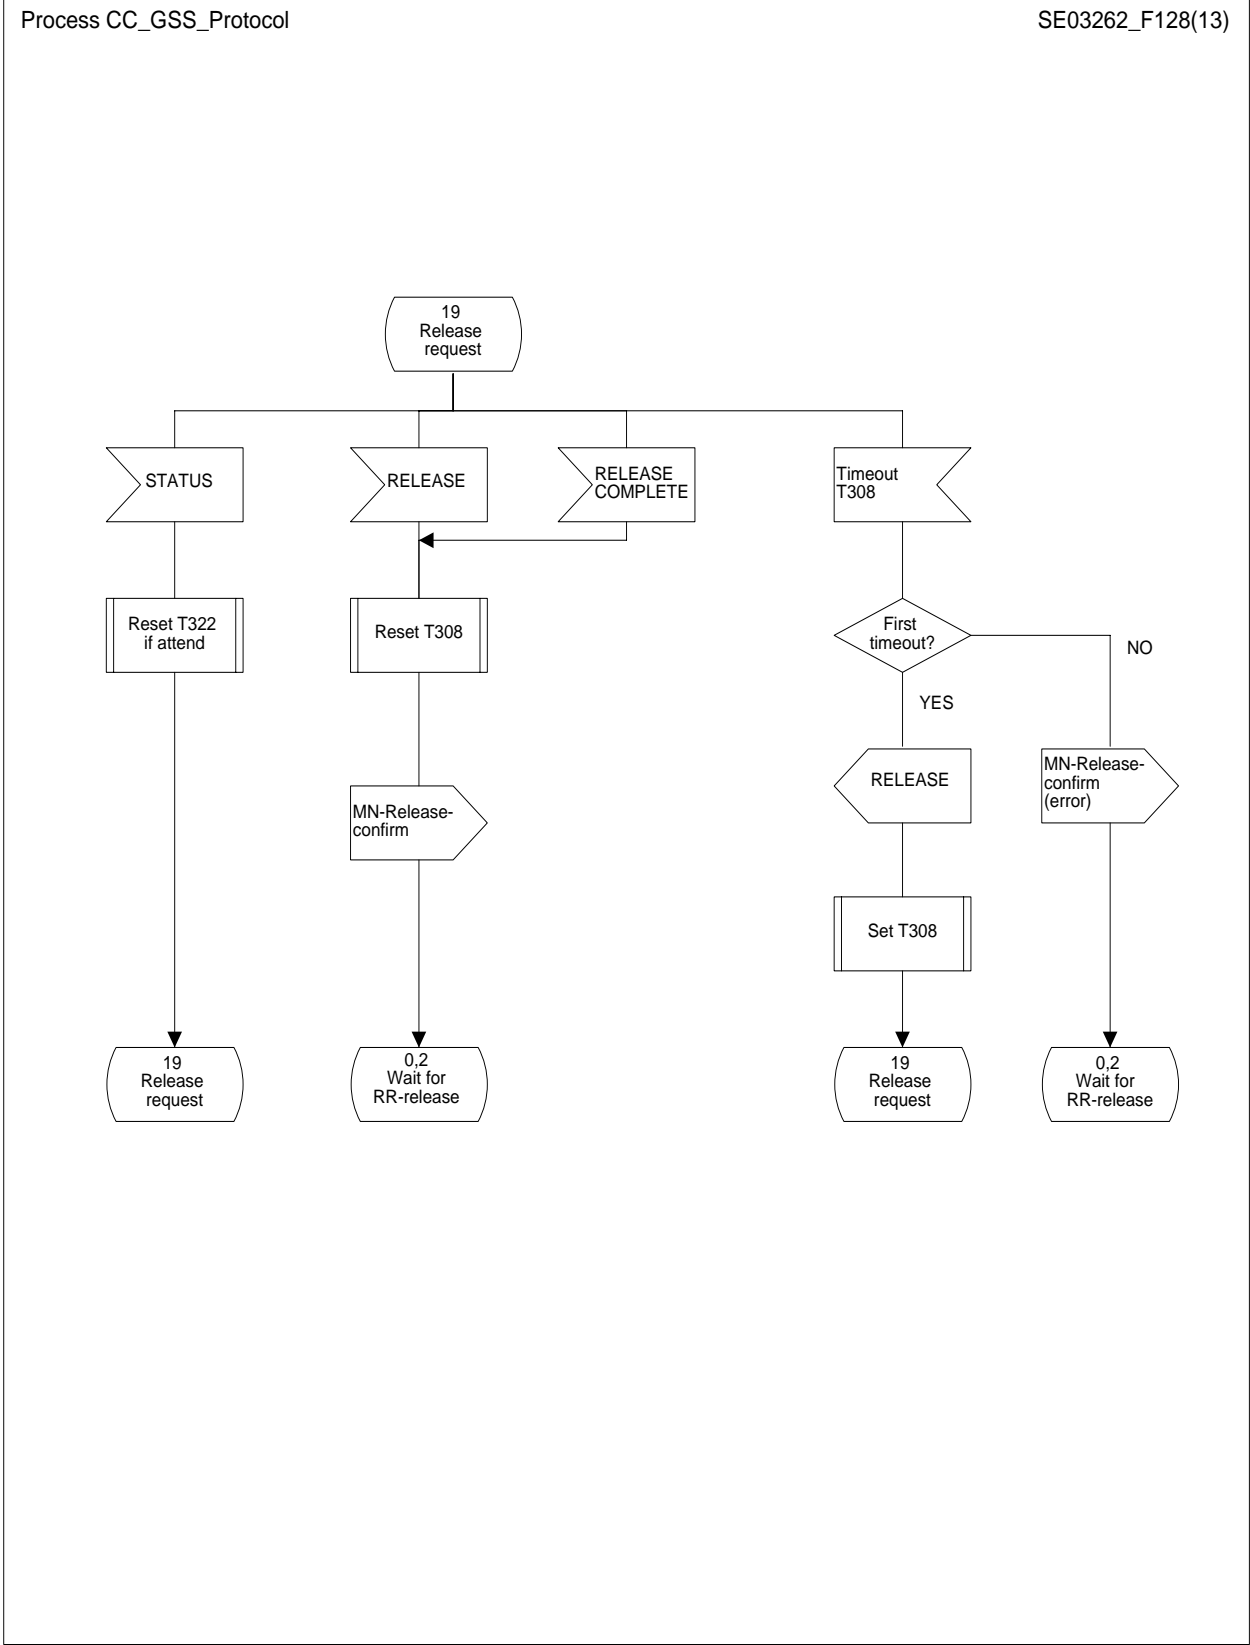 Process CC_GSS_Protocol
SE03262_F128(13)
19
Release
request
STATUS
RELEASE
RELEASE
COMPLETE
Timeout
T308
Reset T322
if attend
Reset T308
First
timeout?
NO
YES
MN-Release-
confirm
RELEASE
MN-Release-
confirm
(error)
Set T308
19
Release
request
0,2
Wait for
RR-release
19
Release
request
0,2
Wait for
RR-release